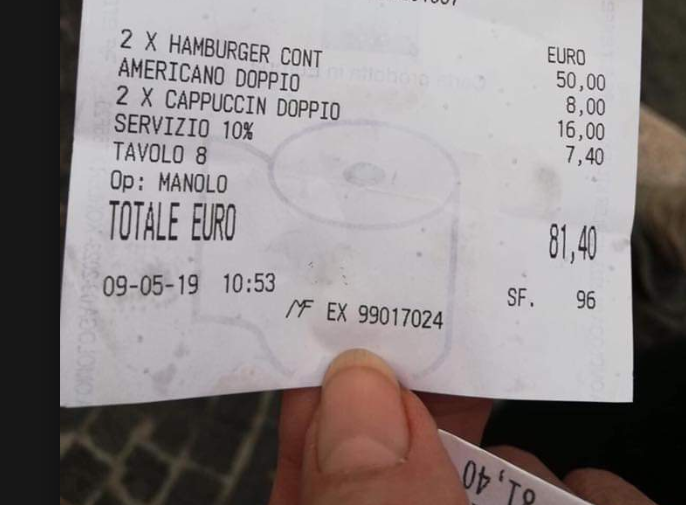 EURO
2 X HAMBURGER CONT 50,00
AMERICANO DOPPIO 8,00
2 X CAPPUCCIN DOPPIO 16,00
SERVIZIO 10% 7,40
TAVOLO 8
Op: MANOLO
TOTALE EURO 81,40
09-05-19 10:53 SF. 96
MF EX 99017024
81,40